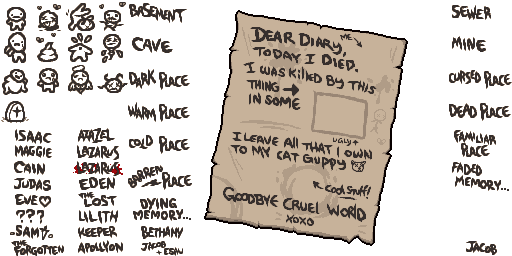 BASEMENT
CAVE
DARK PLACE
WARM PLACE
COLD PLACE
BARREN PLACE
DYING
MEMORY...
ISAAC
MAGGIE
CAIN
JUDAS
EVE♡
???
SAMS
THE FORGOTTEN
AZAZEL
LAZARUS
LAZARUS
EDEN
THE LOST
LILITH
KEEPER
APOLLYON
BETHANY
JACOB + ESAU
DEAR DIARY,
ME
TODAY I DIED.
I WAS KILLED BY THIS
THING →
IN SOME
UGLY
I LEAVE ALL THAT I OWN
TO MY CAT GUPPY
COOL STUFF!
GOODBYE CRUEL WORLD
XOXO
SEWER
MINE
CURSED PLACE
DEAD PLACE
FAMILIAR
PLACE
FADED
MEMORY...
JACOB